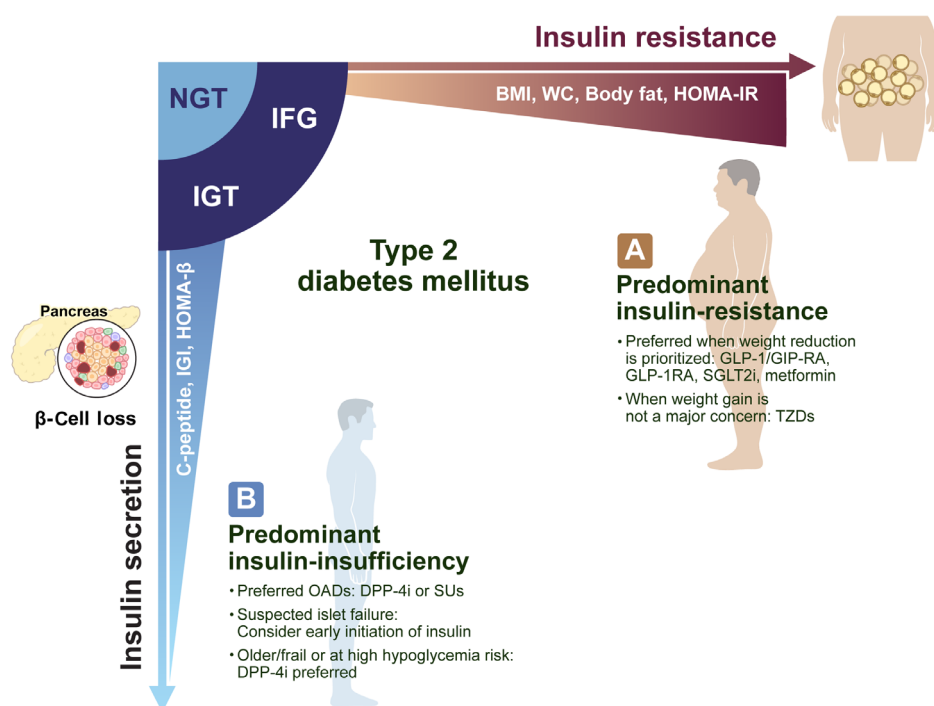 Insulin resistance
BMI, WC, Body fat, HOMA-IR
NGT
IFG
IGT
Type 2
diabetes mellitus
A
Predominant
insulin-resistance
• Preferred when weight reduction
is prioritized: GLP-1/GIP-RA,
GLP-1RA, SGLT2i, metformin
• When weight gain is
not a major concern: TZDs
Pancreas
β-Cell loss
C-peptide, IGI, HOMA-β
Insulin secretion
B
Predominant
insulin-insufficiency
• Preferred OADs: DPP-4i or SUs
• Suspected islet failure:
Consider early initiation of insulin
• Older/frail or at high hypoglycemia risk:
DPP-4i preferred